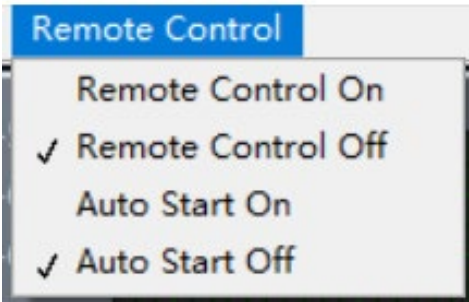 Remote Control
Remote Control On
Remote Control Off
Auto Start On
Auto Start Off